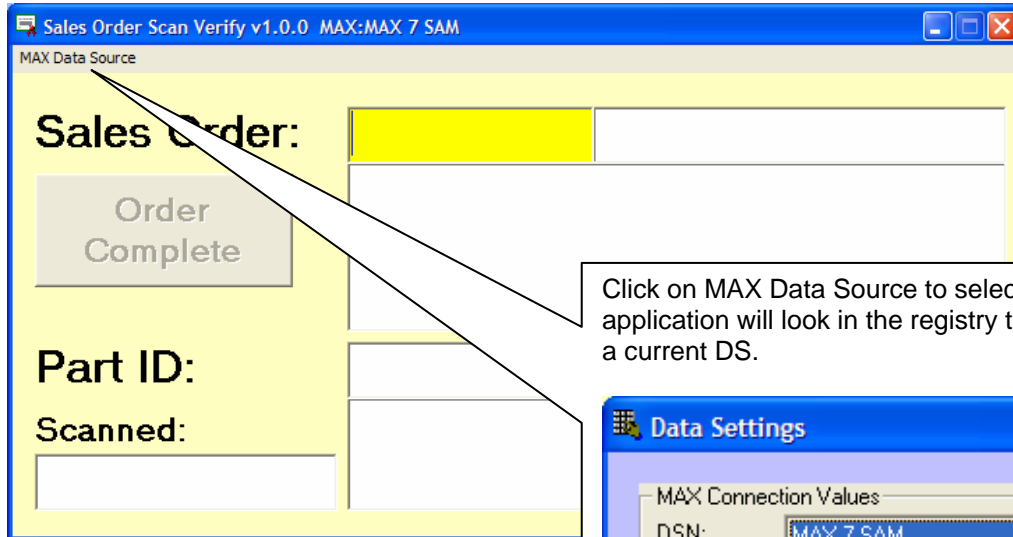 Sales Order Scan Verify v1.0.0 MAX:MAX 7 SAM
MAX Data Source
Sales Order:
Order
Complete
Click on MAX Data Source to selec
application will look in the registry t
a current DS.
Part ID:
Scanned:
Data Settings
MAX Connection Values
DSN:
MAX 7 SAM